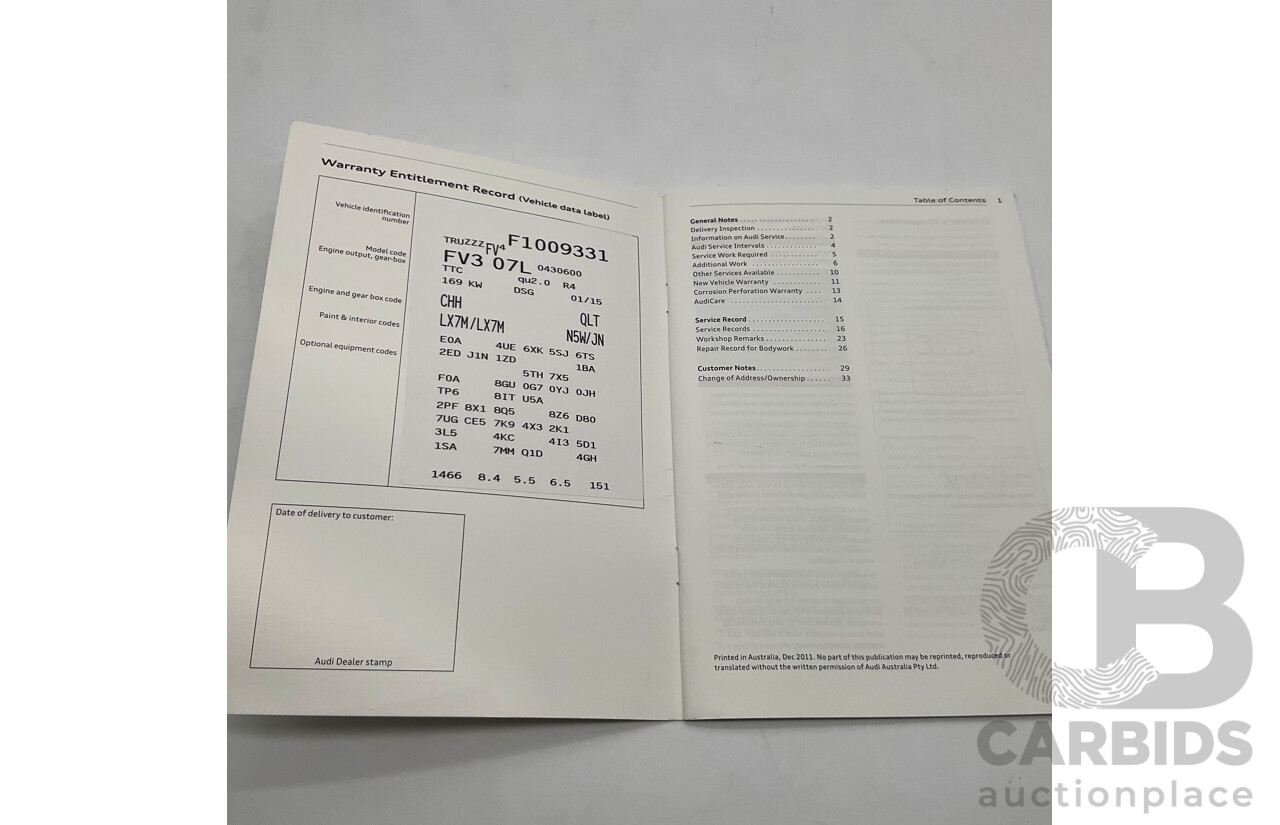 Warranty Entitlement Record (Vehicle data label)
Vehicle identification
number
Model code
Engine output, gear-box
Engine and gear box code
Paint & interior codes
Optional equipment codes
TRUZZZFV4F1009331
FV3 07L 0430600
TTC qu2.0 R4
169 KW DSG 01/15
CHH QLT
LX7M/LX7M N5W/JN
E0A 4UE 6XK 5SJ 6TS
2ED J1N 1ZD 1BA
5TH 7X5
F0A 8GU 0G7 0YJ 0JH
TP6 8IT U5A
2PF 8X1 8Q5 8Z6 D80
7UG CE5 7K9 4X3 2K1
3L5 4KC 4I3 5D1
1SA 7MM Q1D 4GH
1466 8.4 5.5 6.5 151
Date of delivery to customer:
Audi Dealer stamp
Table of Contents 1
General Notes . . . . . . . . . . . . . . . . . . 2
Delivery Inspection . . . . . . . . . . . . . . 2
Information on Audi Service . . . . . . . . 2
Audi Service Intervals . . . . . . . . . . . . 4
Service Work Required . . . . . . . . . . . 5
Additional Work . . . . . . . . . . . . . . . . 6
Other Services Available . . . . . . . . . . 10
New Vehicle Warranty . . . . . . . . . . . 11
Corrosion Perforation Warranty . . . . 13
AudiCare . . . . . . . . . . . . . . . . . . . . . . 14
Service Record . . . . . . . . . . . . . . . . . . 15
Service Records . . . . . . . . . . . . . . . . . 16
Workshop Remarks . . . . . . . . . . . . . . 23
Repair Record for Bodywork . . . . . . . . 26
Customer Notes . . . . . . . . . . . . . . . . . 29
Change of Address/Ownership . . . . . . 33
Printed in Australia, Dec 2011. No part of this publication may be reprinted, reproduced or
translated without the written permission of Audi Australia Pty Ltd.
CB
CARBIDS
auctionplace